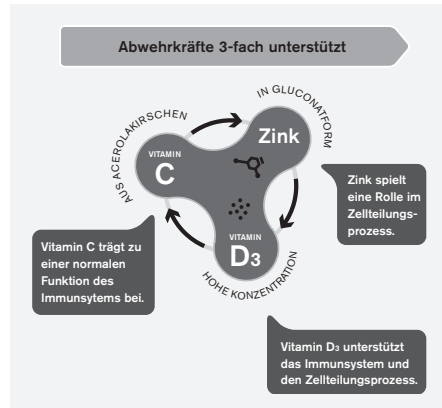 Abwehrkräfte 3-fach unterstützt
AUS ACEROLAKIRSCHEN
IN GLUCONATFORM
VITAMIN
C
Zink
VITAMIN
D3
HOHE KONZENTRATION
Zink spielt
eine Rolle im
Zellteilungs-
prozess.
Vitamin C trägt zu
einer normalen
Funktion des
Immunsytems bei.
Vitamin D3 unterstützt
das Immunsystem und
den Zellteilungsprozess.